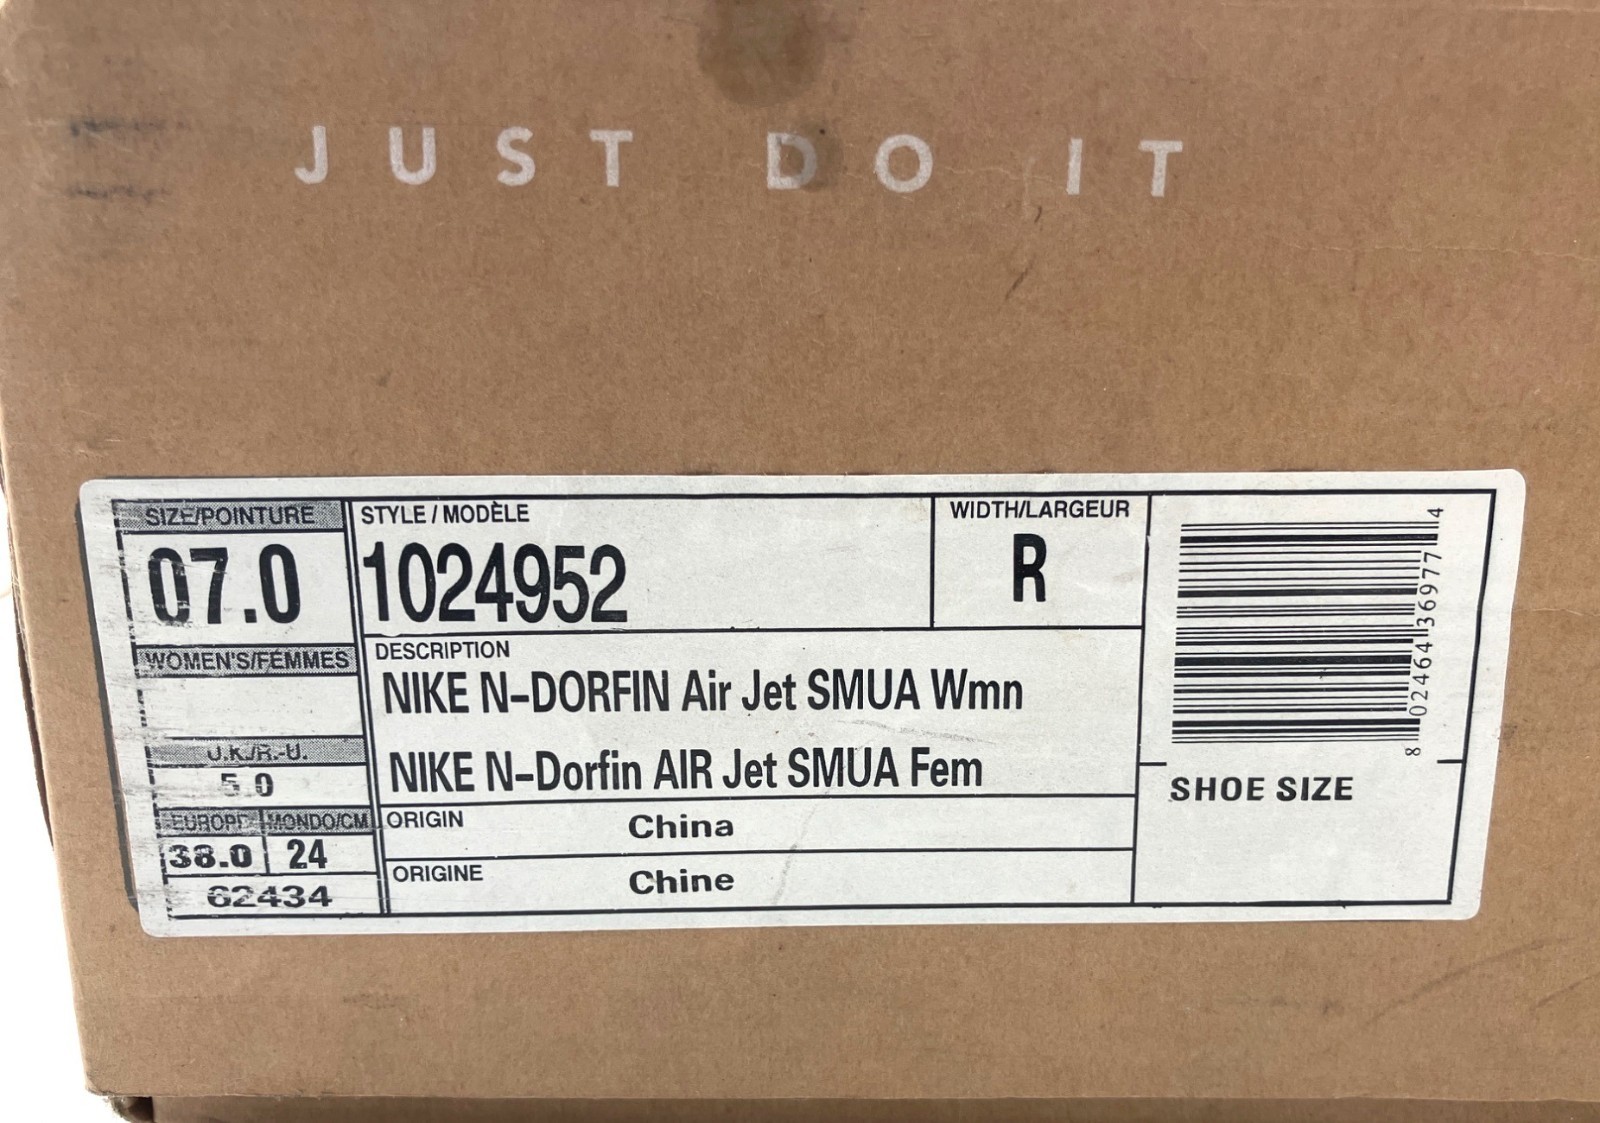 JUST DO IT
SIZE/POINTURE
07.0
WOMEN'S/FEMMES
U.K./R.-U.
5.0
EUROPE MONDO/CM
38.0 24
62434
STYLE / MODÈLE
1024952
WIDTH/LARGEUR
R
DESCRIPTION
NIKE N-DORFIN Air Jet SMUA Wmn
NIKE N-Dorfin AIR Jet SMUA Fem
ORIGIN China
ORIGINE Chine
8 02464 36977 4
SHOE SIZE